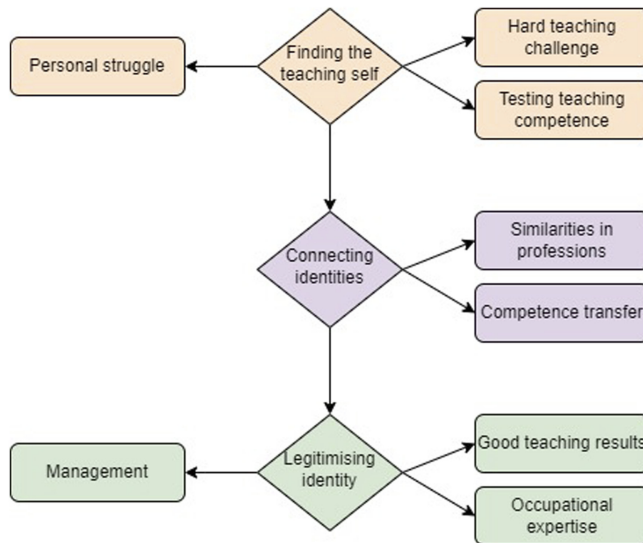 Personal struggle
Finding the
teaching self
Hard teaching
challenge
Testing teaching
competence
Connecting
identities
Similarities in
professions
Competence transfer
Management
Legitimising
identity
Good teaching results
Occupational
expertise